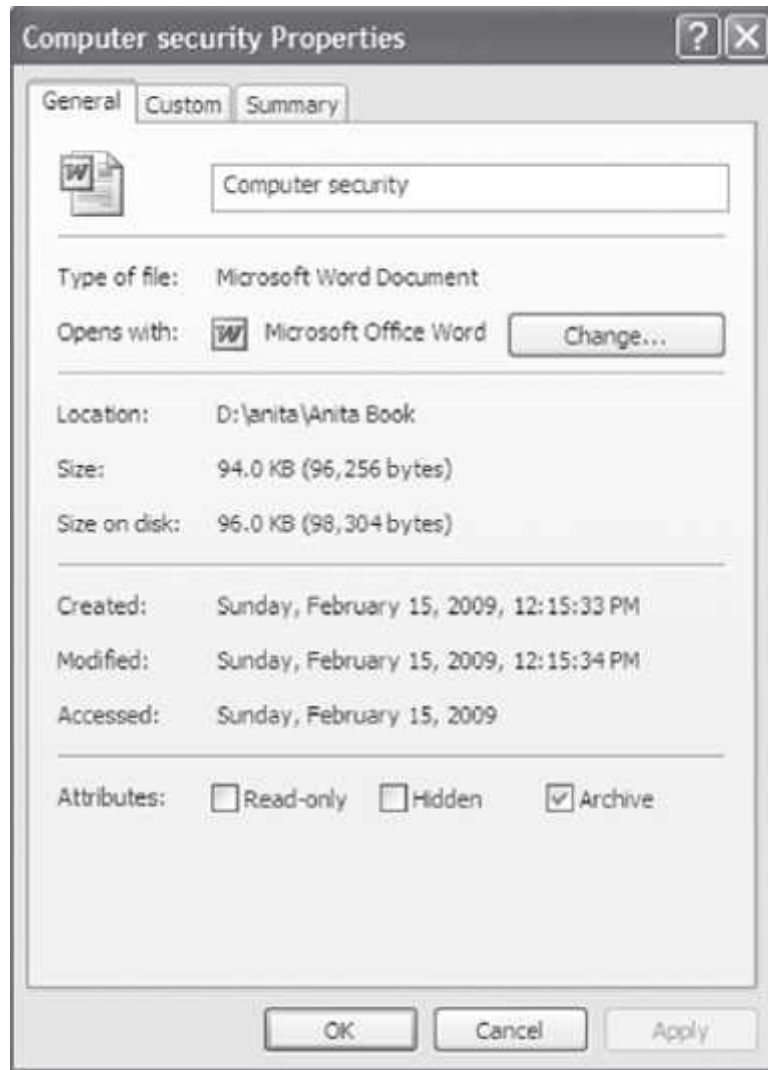 Computer security Properties
General Custom Summary
Computer security
Type of file: Microsoft Word Document
Opens with: Microsoft Office Word Change...
Location: D:\anita\Anita Book
Size: 94.0 KB (96,256 bytes)
Size on disk: 96.0 KB (98,304 bytes)
Created: Sunday, February 15, 2009, 12:15:33 PM
Modified: Sunday, February 15, 2009, 12:15:34 PM
Accessed: Sunday, February 15, 2009
Attributes: Read-only Hidden Archive
OK Cancel Apply